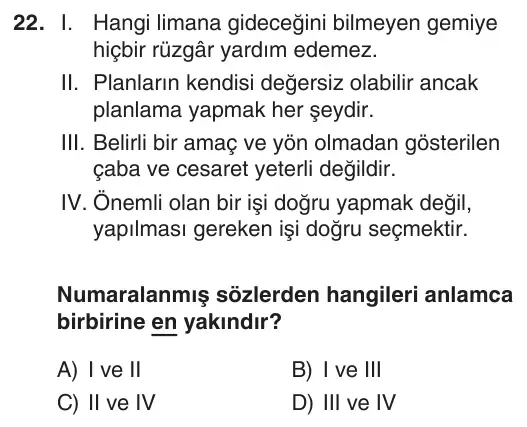 22. I. Hangi limana gideceğini bilmeyen gemiye
hiçbir rüzgâr yardım edemez.
II. Planların kendisi değersiz olabilir ancak
planlama yapmak her şeydir.
III. Belirli bir amaç ve yön olmadan gösterilen
çaba ve cesaret yeterli değildir.
IV. Önemli olan bir işi doğru yapmak değil,
yapılması gereken işi doğru seçmektir.
Numaralanmış sözlerden hangileri anlamca
birbirine en yakındır?
A) I ve II B) I ve III
C) II ve IV D) III ve IV